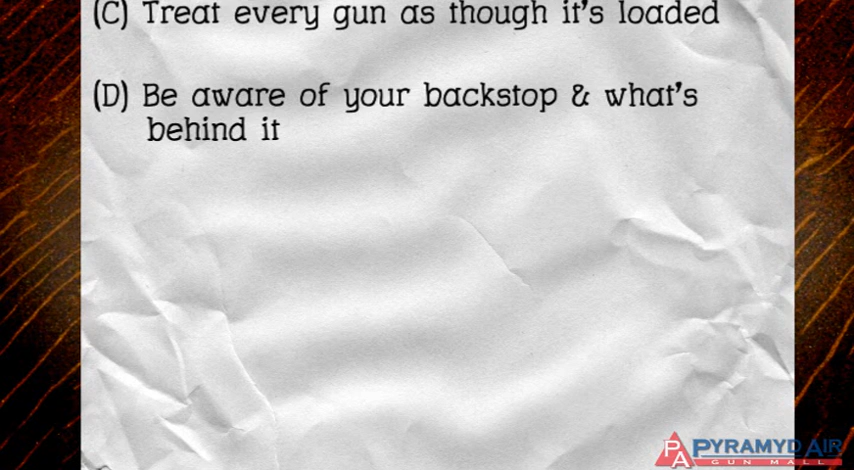 (C) Treat every gun as though it's loaded
(D) Be aware of your backstop & what's
behind it
PA PYRAMYD AIR
GUN MALL